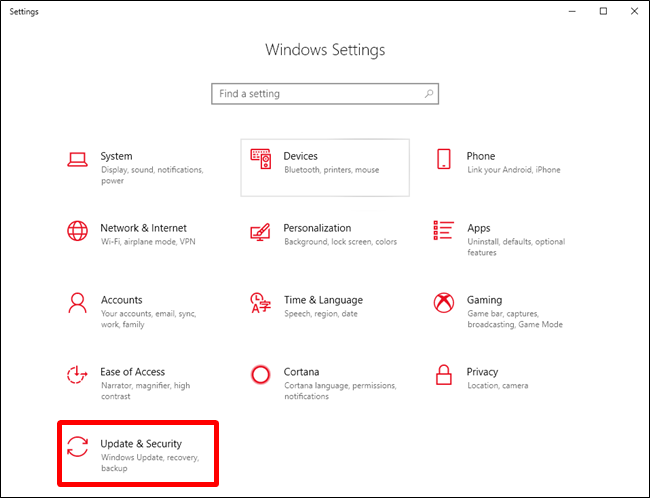 Settings
Windows Settings
Find a setting
System
Display, sound, notifications,
power
Devices
Bluetooth, printers, mouse
Phone
Link your Android, iPhone
Network & Internet
Wi-Fi, airplane mode, VPN
Personalization
Background, lock screen, colors
Apps
Uninstall, defaults, optional
features
Accounts
Your accounts, email, sync,
work, family
Time & Language
Speech, region, date
Gaming
Game bar, captures,
broadcasting, Game Mode
Ease of Access
Narrator, magnifier, high
contrast
Cortana
Cortana language, permissions,
notifications
Privacy
Location, camera
Update & Security
Windows Update, recovery,
backup